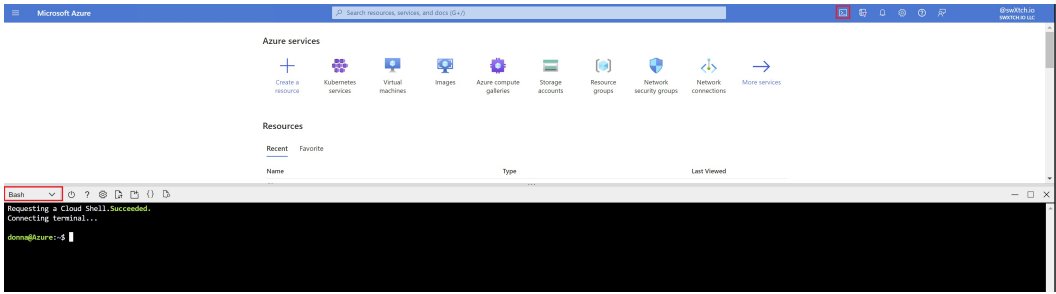 Microsoft Azure
Search resources, services, and docs (G+/)
@swXtch.io
SWXTCH.IO LLC
Azure services
Create a resource
Kubernetes services
Virtual machines
Images
Azure compute galleries
Storage accounts
Resource groups
Network security groups
Network connections
More services
Resources
Recent Favorite
Name Type Last Viewed
Bash
Requesting a Cloud Shell.Succeeded.
Connecting terminal...
donna@Azure:~$